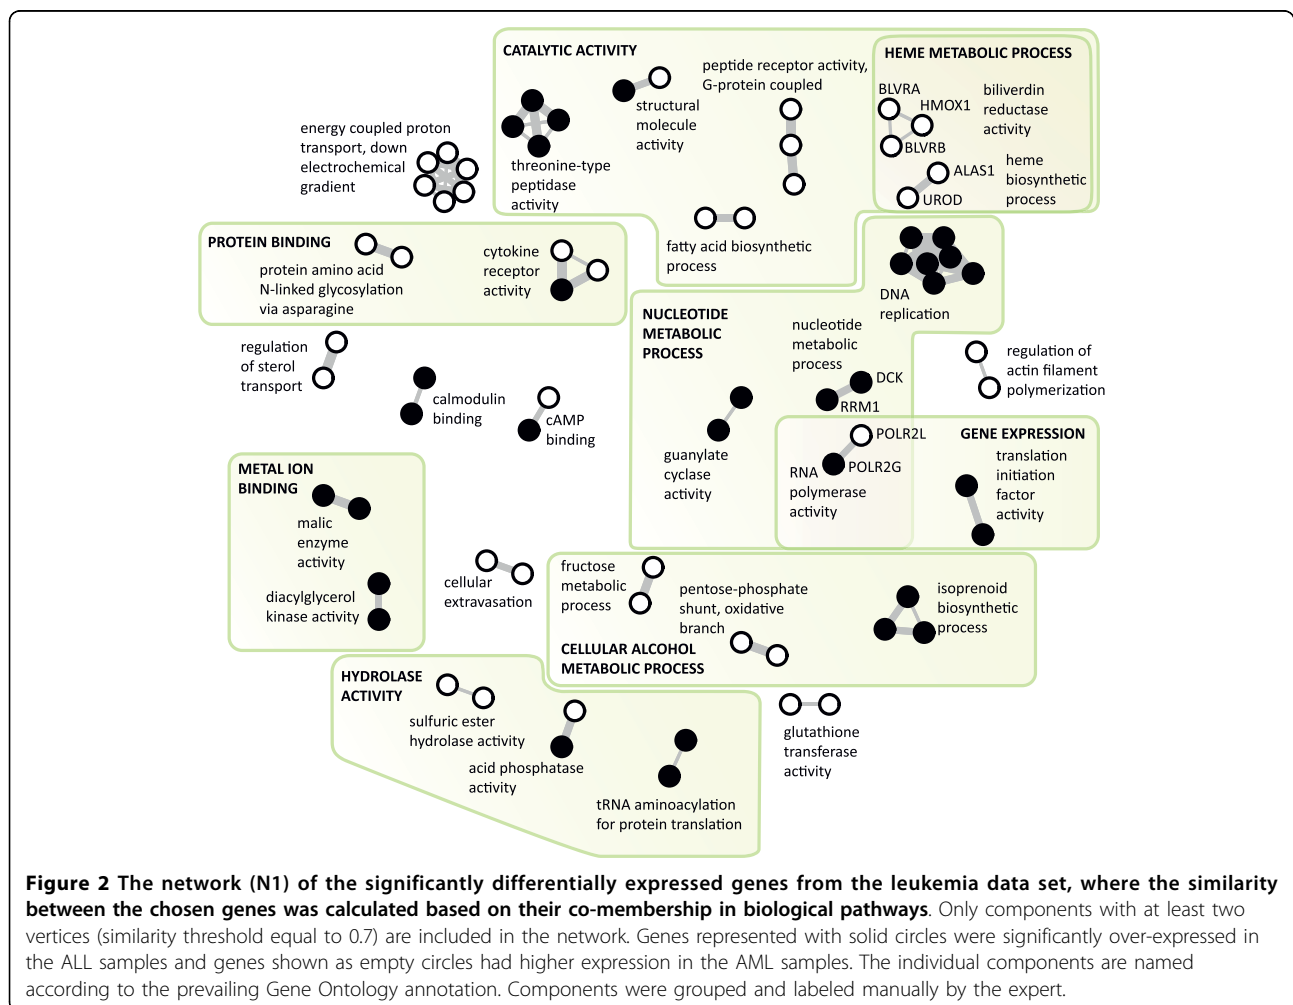 CATALYTIC ACTIVITY
HEME METABOLIC PROCESS
peptide receptor activity,
G-protein coupled
structural
molecule
activity
threonine-type
peptidase
activity
BLVRA
HMOX1
BLVRB
biliverdin
reductase
activity
ALAS1
UROD
heme
biosynthetic
process
energy coupled proton
transport, down
electrochemical
gradient
fatty acid biosynthetic
process
PROTEIN BINDING
protein amino acid
N-linked glycosylation
via asparagine
cytokine
receptor
activity
DNA
replication
NUCLEOTIDE
METABOLIC
PROCESS
nucleotide
metabolic
process
DCK
RRM1
regulation
of sterol
transport
calmodulin
binding
cAMP
binding
regulation of
actin filament
polymerization
guanylate
cyclase
activity
POLR2L
POLR2G
RNA
polymerase
activity
GENE EXPRESSION
translation
initiation
factor
activity
METAL ION
BINDING
malic
enzyme
activity
diacylglycerol
kinase activity
cellular
extravasation
fructose
metabolic
process
pentose-phosphate
shunt, oxidative
branch
isoprenoid
biosynthetic
process
CELLULAR ALCOHOL
METABOLIC PROCESS
HYDROLASE
ACTIVITY
sulfuric ester
hydrolase activity
acid phosphatase
activity
tRNA aminoacylation
for protein translation
glutathione
transferase
activity
Figure 2 The network (N1) of the significantly differentially expressed genes from the leukemia data set, where the similarity
between the chosen genes was calculated based on their co-membership in biological pathways. Only components with at least two
vertices (similarity threshold equal to 0.7) are included in the network. Genes represented with solid circles were significantly over-expressed in
the ALL samples and genes shown as empty circles had higher expression in the AML samples. The individual components are named
according to the prevailing Gene Ontology annotation. Components were grouped and labeled manually by the expert.